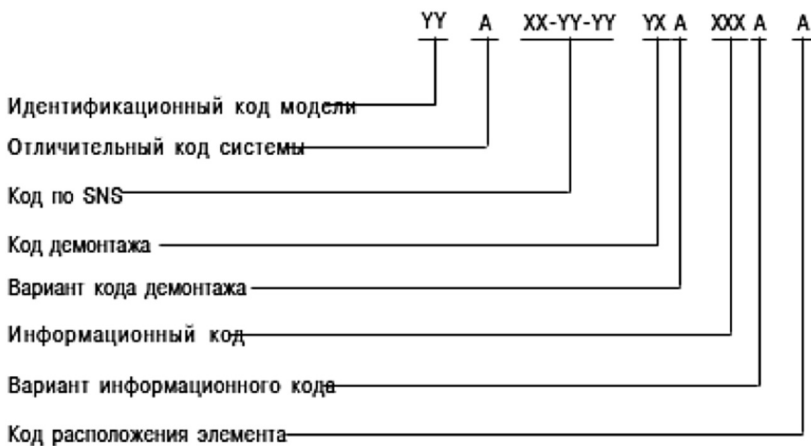 YY A XX-YY-YY YX A XXX A A
Идентификационный код модели
Отличительный код системы
Код по SNS
Код демонтажа
Вариант кода демонтажа
Информационный код
Вариант информационного кода
Код расположения элемента